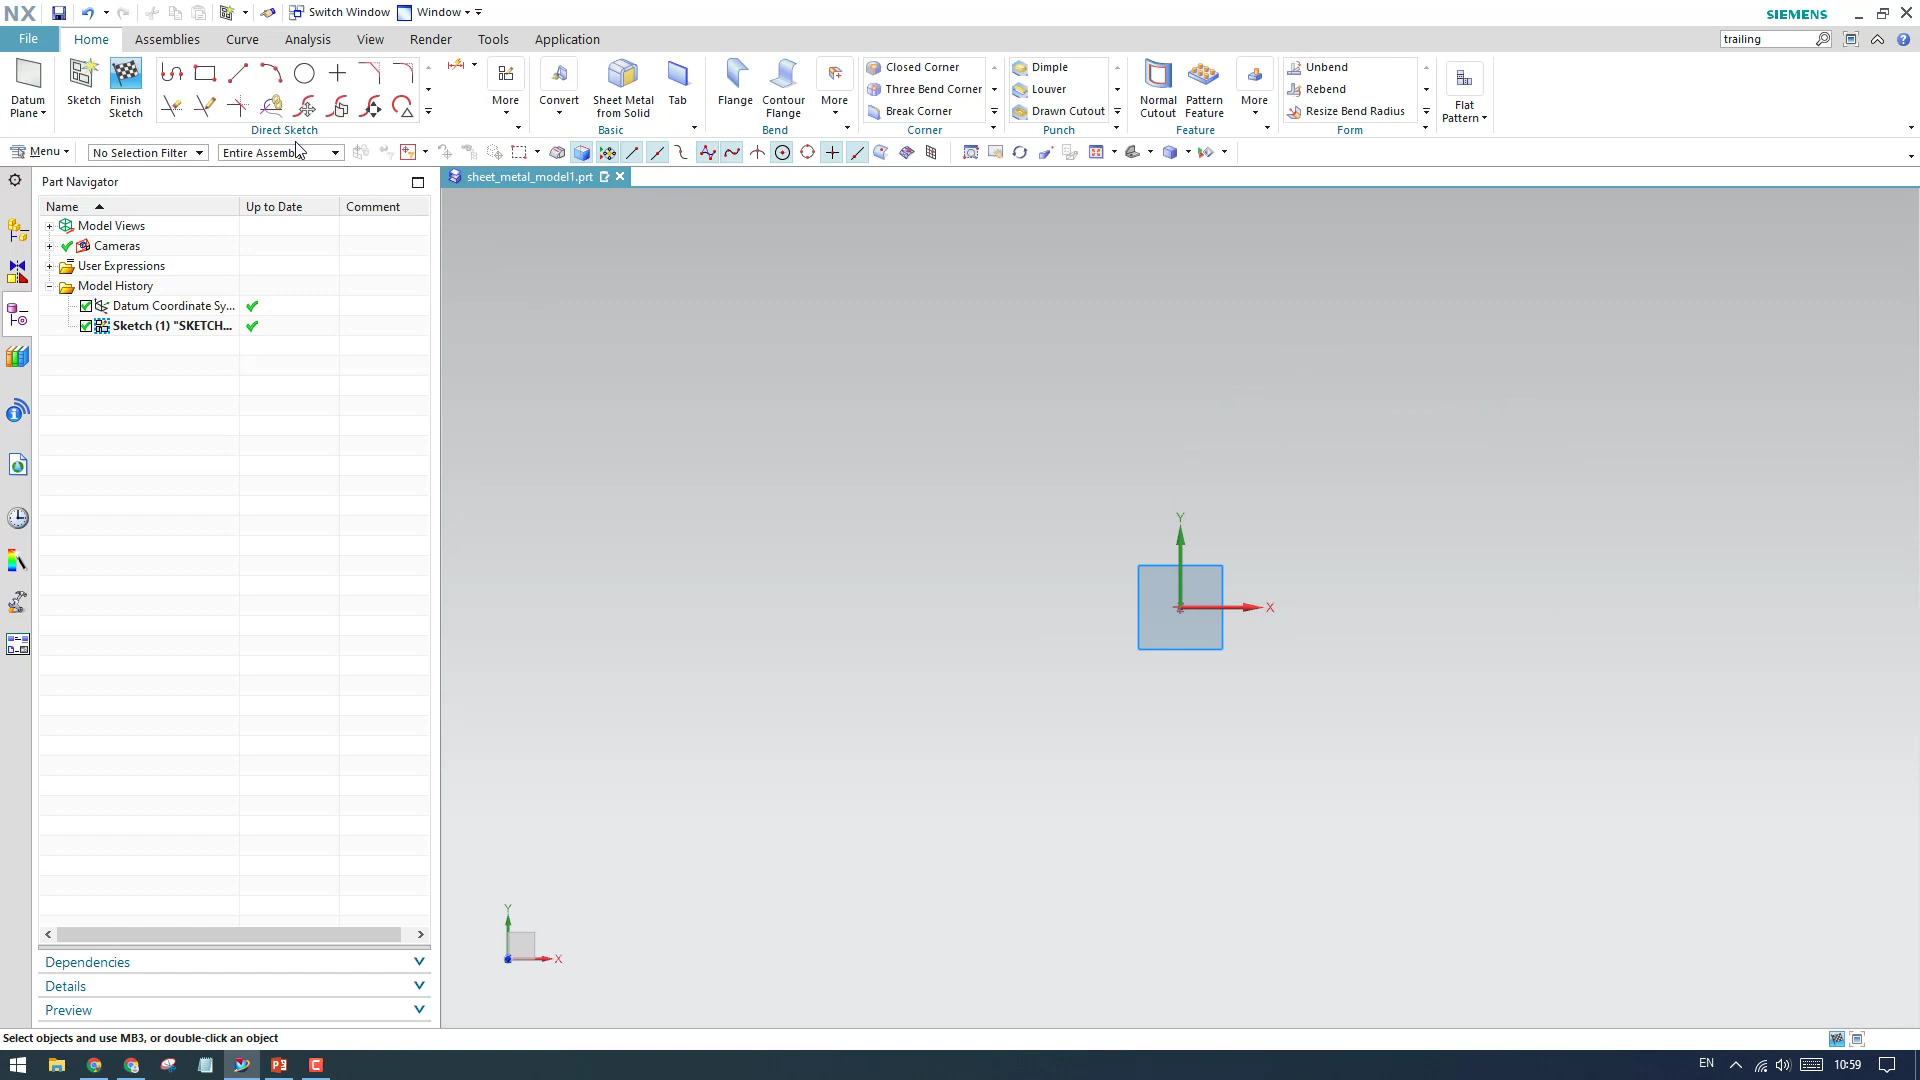 NX Switch Window Window SIEMENS
File Home Assemblies Curve Analysis View Render Tools Application trailing
Datum Plane Sketch Finish Sketch More Convert Sheet Metal from Solid Tab Flange Contour Flange More Closed Corner Three Bend Corner Break Corner Dimple Louver Drawn Cutout Normal Cutout Pattern Feature More Unbend Rebend Resize Bend Radius Flat Pattern
Direct Sketch Basic Bend Corner Punch Feature Form
Menu No Selection Filter Entire Assemb
Part Navigator sheet_metal_model1.prt
Name Up to Date Comment
Model Views
Cameras
User Expressions
Model History
Datum Coordinate Sy...
Sketch (1) "SKETCH...
Y
X
Y
X
Dependencies
Details
Preview
Select objects and use MB3, or double-click an object
EN 10:59